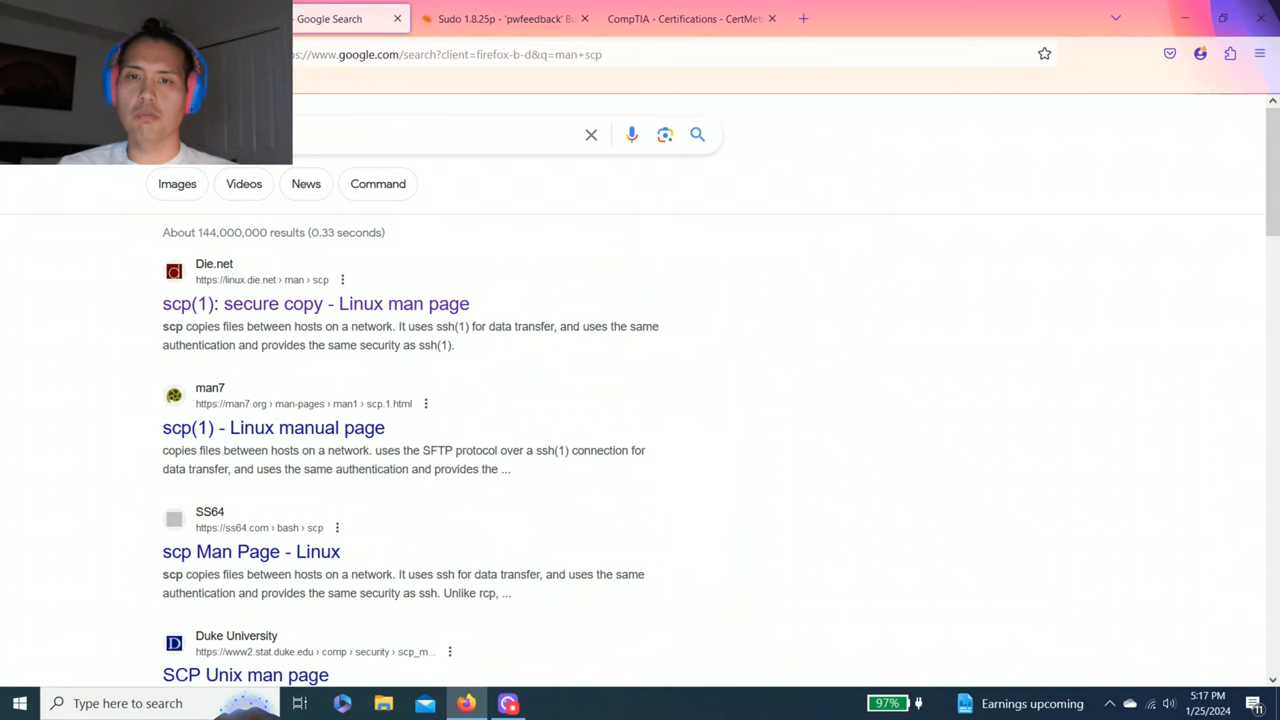 - Google Search
Sudo 1.8.25p - 'pwfeedback' Bu
CompTIA - Certifications - CertMet
s://www.google.com/search?client=firefox-b-d&q=man+scp
Images
Videos
News
Command
About 144,000,000 results (0.33 seconds)
Die.net
https://linux.die.net › man › scp
scp(1): secure copy - Linux man page
scp copies files between hosts on a network. It uses ssh(1) for data transfer, and uses the same
authentication and provides the same security as ssh(1).
man7
https://man7.org › man-pages › man1 › scp.1.html
scp(1) - Linux manual page
copies files between hosts on a network. uses the SFTP protocol over a ssh(1) connection for
data transfer, and uses the same authentication and provides the ...
SS64
https://ss64.com › bash › scp
scp Man Page - Linux
scp copies files between hosts on a network. It uses ssh for data transfer, and uses the same
authentication and provides the same security as ssh. Unlike rcp, ...
D
Duke University
https://www2.stat.duke.edu › comp › security › scp_m...
SCP Unix man page
Type here to search
97%
Earnings upcoming
5:17 PM
1/25/2024
11